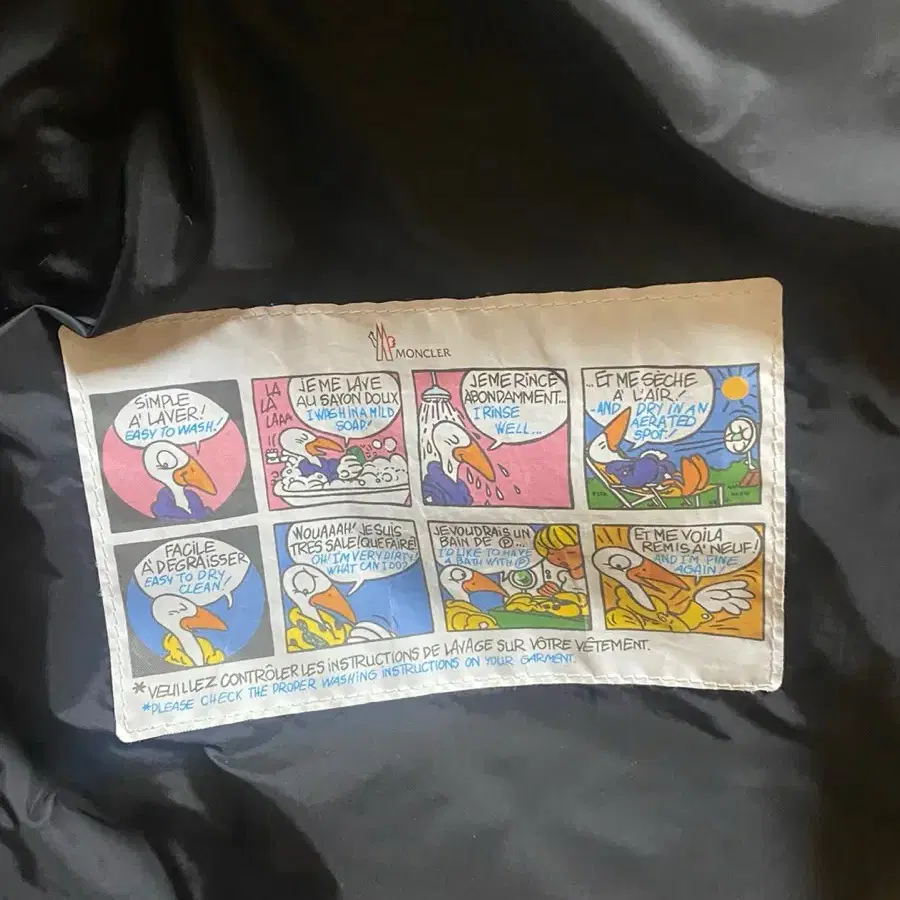 MONCLER
SIMPLE
A' LAVER!
EASY TO WASH!
LA
LA
LAAA
JE ME LAVE
AU SAVON DOUX
I WASH IN A MILD
SOAP!
JE ME RINCE
ABONDAMMENT...
I RINSE
WELL...
...ET ME SÈCHE
A' L'AIR!
-AND I DRY IN AN
AERATED
SPOT.
FACILE
A' DÉGRAISSER
EASY TO DRY
CLEAN!
WOUAAAH! JE SUIS
TRES SALE! QUE FAIRE!
OH! I'M VERY DIRTY!
WHAT CAN I DO?
JE VOUDRAIS UN
BAIN DE Ⓟ...
I'D LIKE TO HAVE
A BATH WITH Ⓟ
ET ME VOILA
REMIS A' NEUF!
AND I'M FINE
AGAIN!
*VEUILLEZ CONTRÔLER LES INSTRUCTIONS DE LAVAGE SUR VÔTRE VÊTEMENT.
*PLEASE CHECK THE PROPER WASHING INSTRUCTIONS ON YOUR GARMENT.